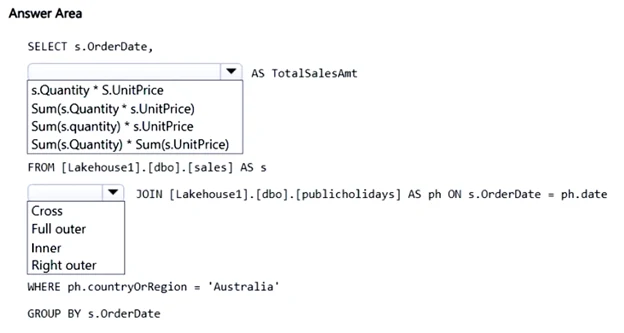 Answer Area
SELECT s.OrderDate,
AS TotalSalesAmt
s.Quantity * S.UnitPrice
Sum(s.Quantity * s.UnitPrice)
Sum(s.quantity) * s.UnitPrice
Sum(s.Quantity) * Sum(s.UnitPrice)
FROM [Lakehouse1].[dbo].[sales] AS s
JOIN [Lakehouse1].[dbo].[publicholidays] AS ph ON s.OrderDate = ph.date
Cross
Full outer
Inner
Right outer
WHERE ph.countryOrRegion = 'Australia'
GROUP BY s.OrderDate